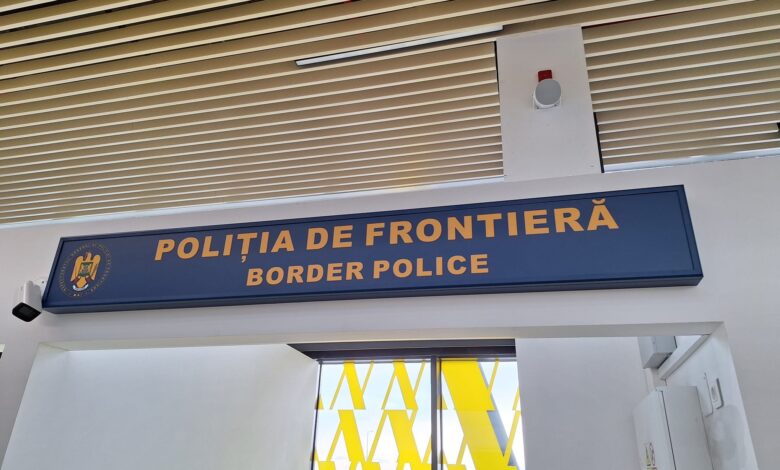 POLIȚIA DE FRONTIERĂ
BORDER POLICE